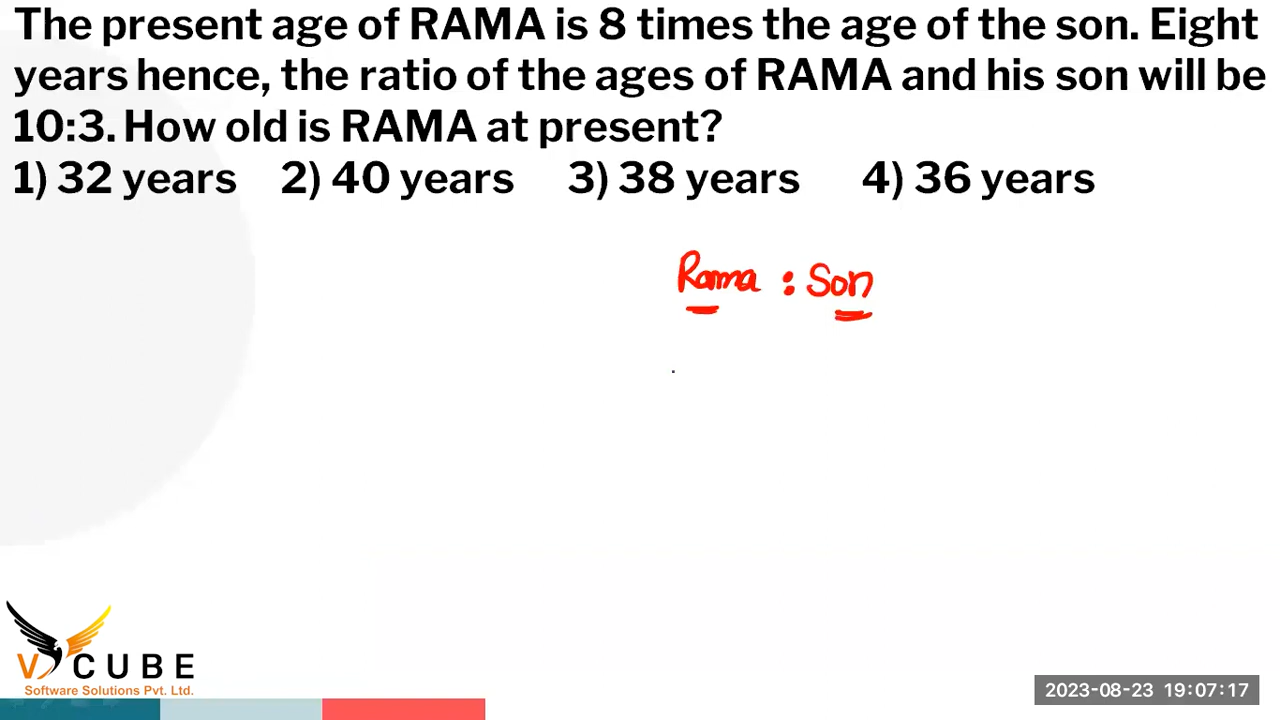 The present age of RAMA is 8 times the age of the son. Eight
years hence, the ratio of the ages of RAMA and his son will be
10:3. How old is RAMA at present?
1) 32 years 2) 40 years 3) 38 years 4) 36 years
Rama : Son
V CUBE
Software Solutions Pvt. Ltd.
2023-08-23 19:07:17